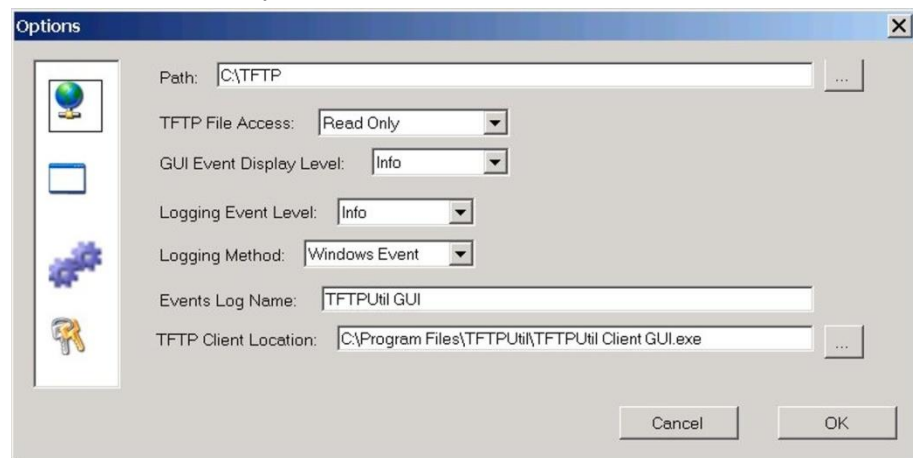 Options
Path: C:\TFTP ...
TFTP File Access: Read Only
GUI Event Display Level: Info
Logging Event Level: Info
Logging Method: Windows Event
Events Log Name: TFTPUtil GUI
TFTP Client Location: C:\Program Files\TFTPUtil\TFTPUtil Client GUI.exe ...
Cancel OK